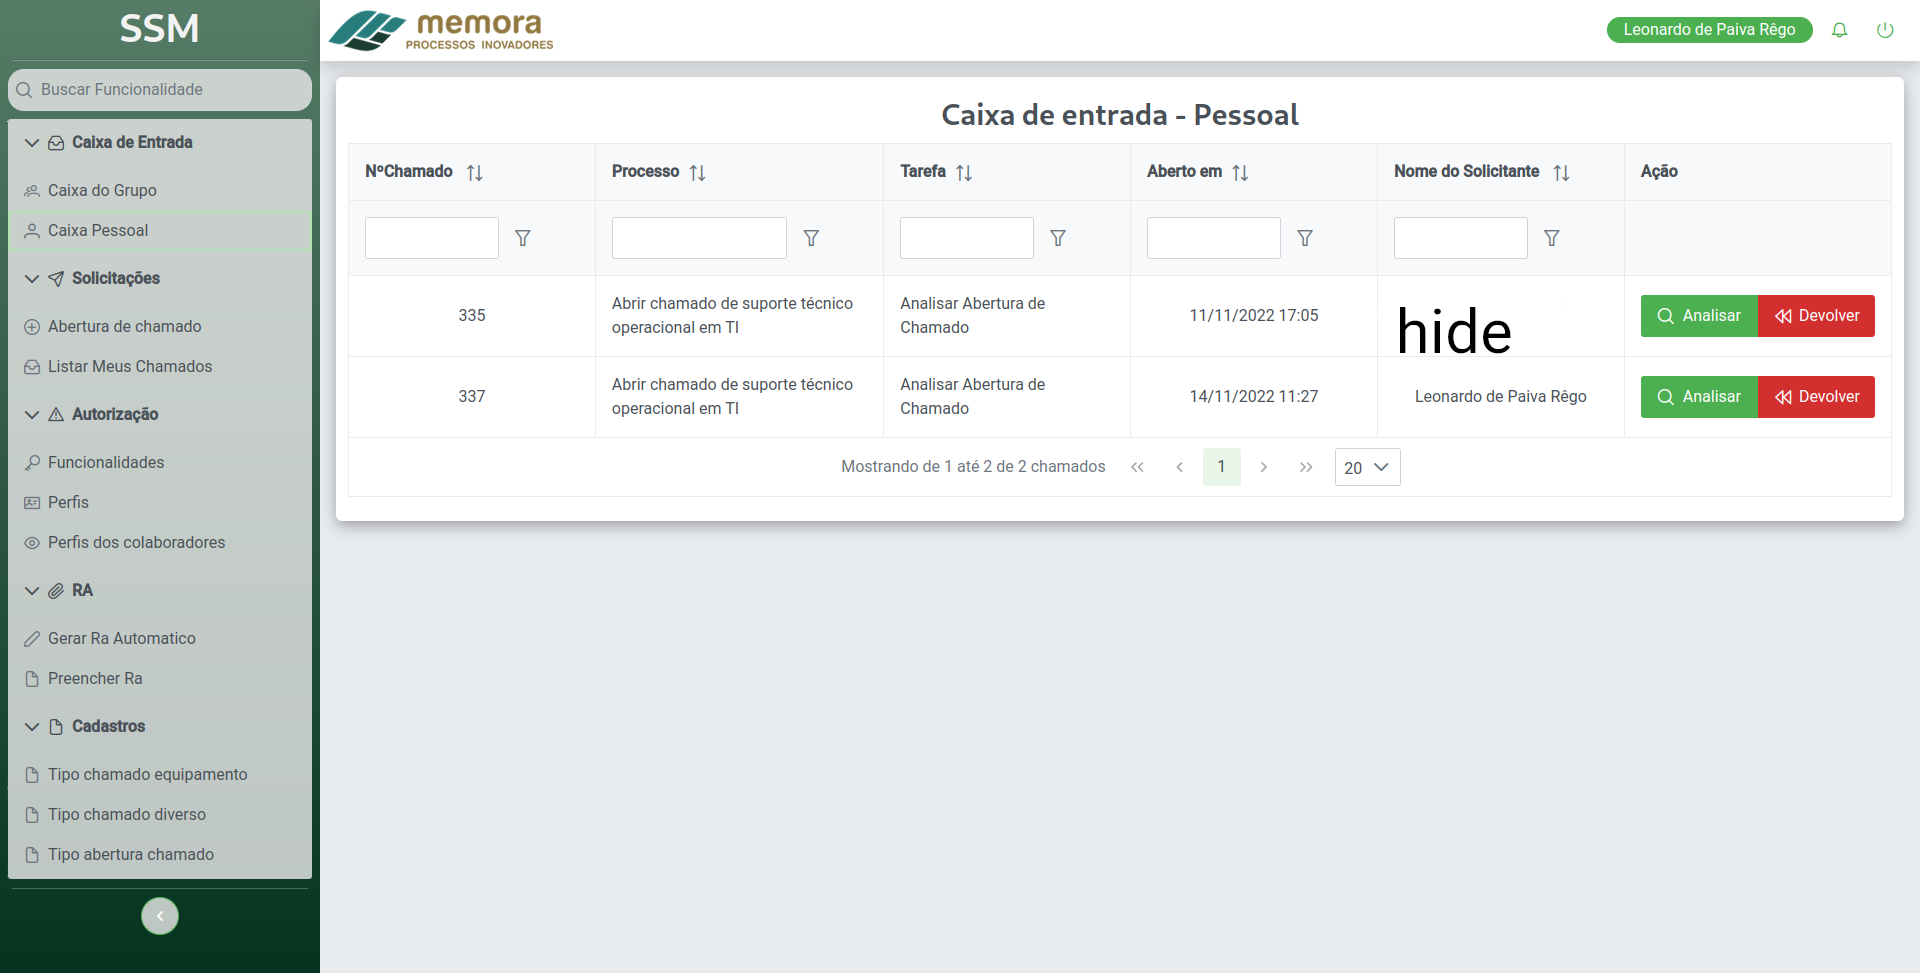 SSM
Buscar Funcionalidade
Caixa de Entrada
Caixa do Grupo
Caixa Pessoal
Solicitações
Abertura de chamado
Listar Meus Chamados
Autorização
Funcionalidades
Perfis
Perfis dos colaboradores
RA
Gerar Ra Automatico
Preencher Ra
Cadastros
Tipo chamado equipamento
Tipo chamado diverso
Tipo abertura chamado
memora
PROCESSOS INOVADORES
Leonardo de Paiva Rêgo
Caixa de entrada - Pessoal
NºChamado Processo Tarefa Aberto em Nome do Solicitante Ação
335
Abrir chamado de suporte técnico
operacional em TI
Analisar Abertura de
Chamado
11/11/2022 17:05
hide
Analisar Devolver
337
Abrir chamado de suporte técnico
operacional em TI
Analisar Abertura de
Chamado
14/11/2022 11:27
Leonardo de Paiva Rêgo
Analisar Devolver
Mostrando de 1 até 2 de 2 chamados 1 20